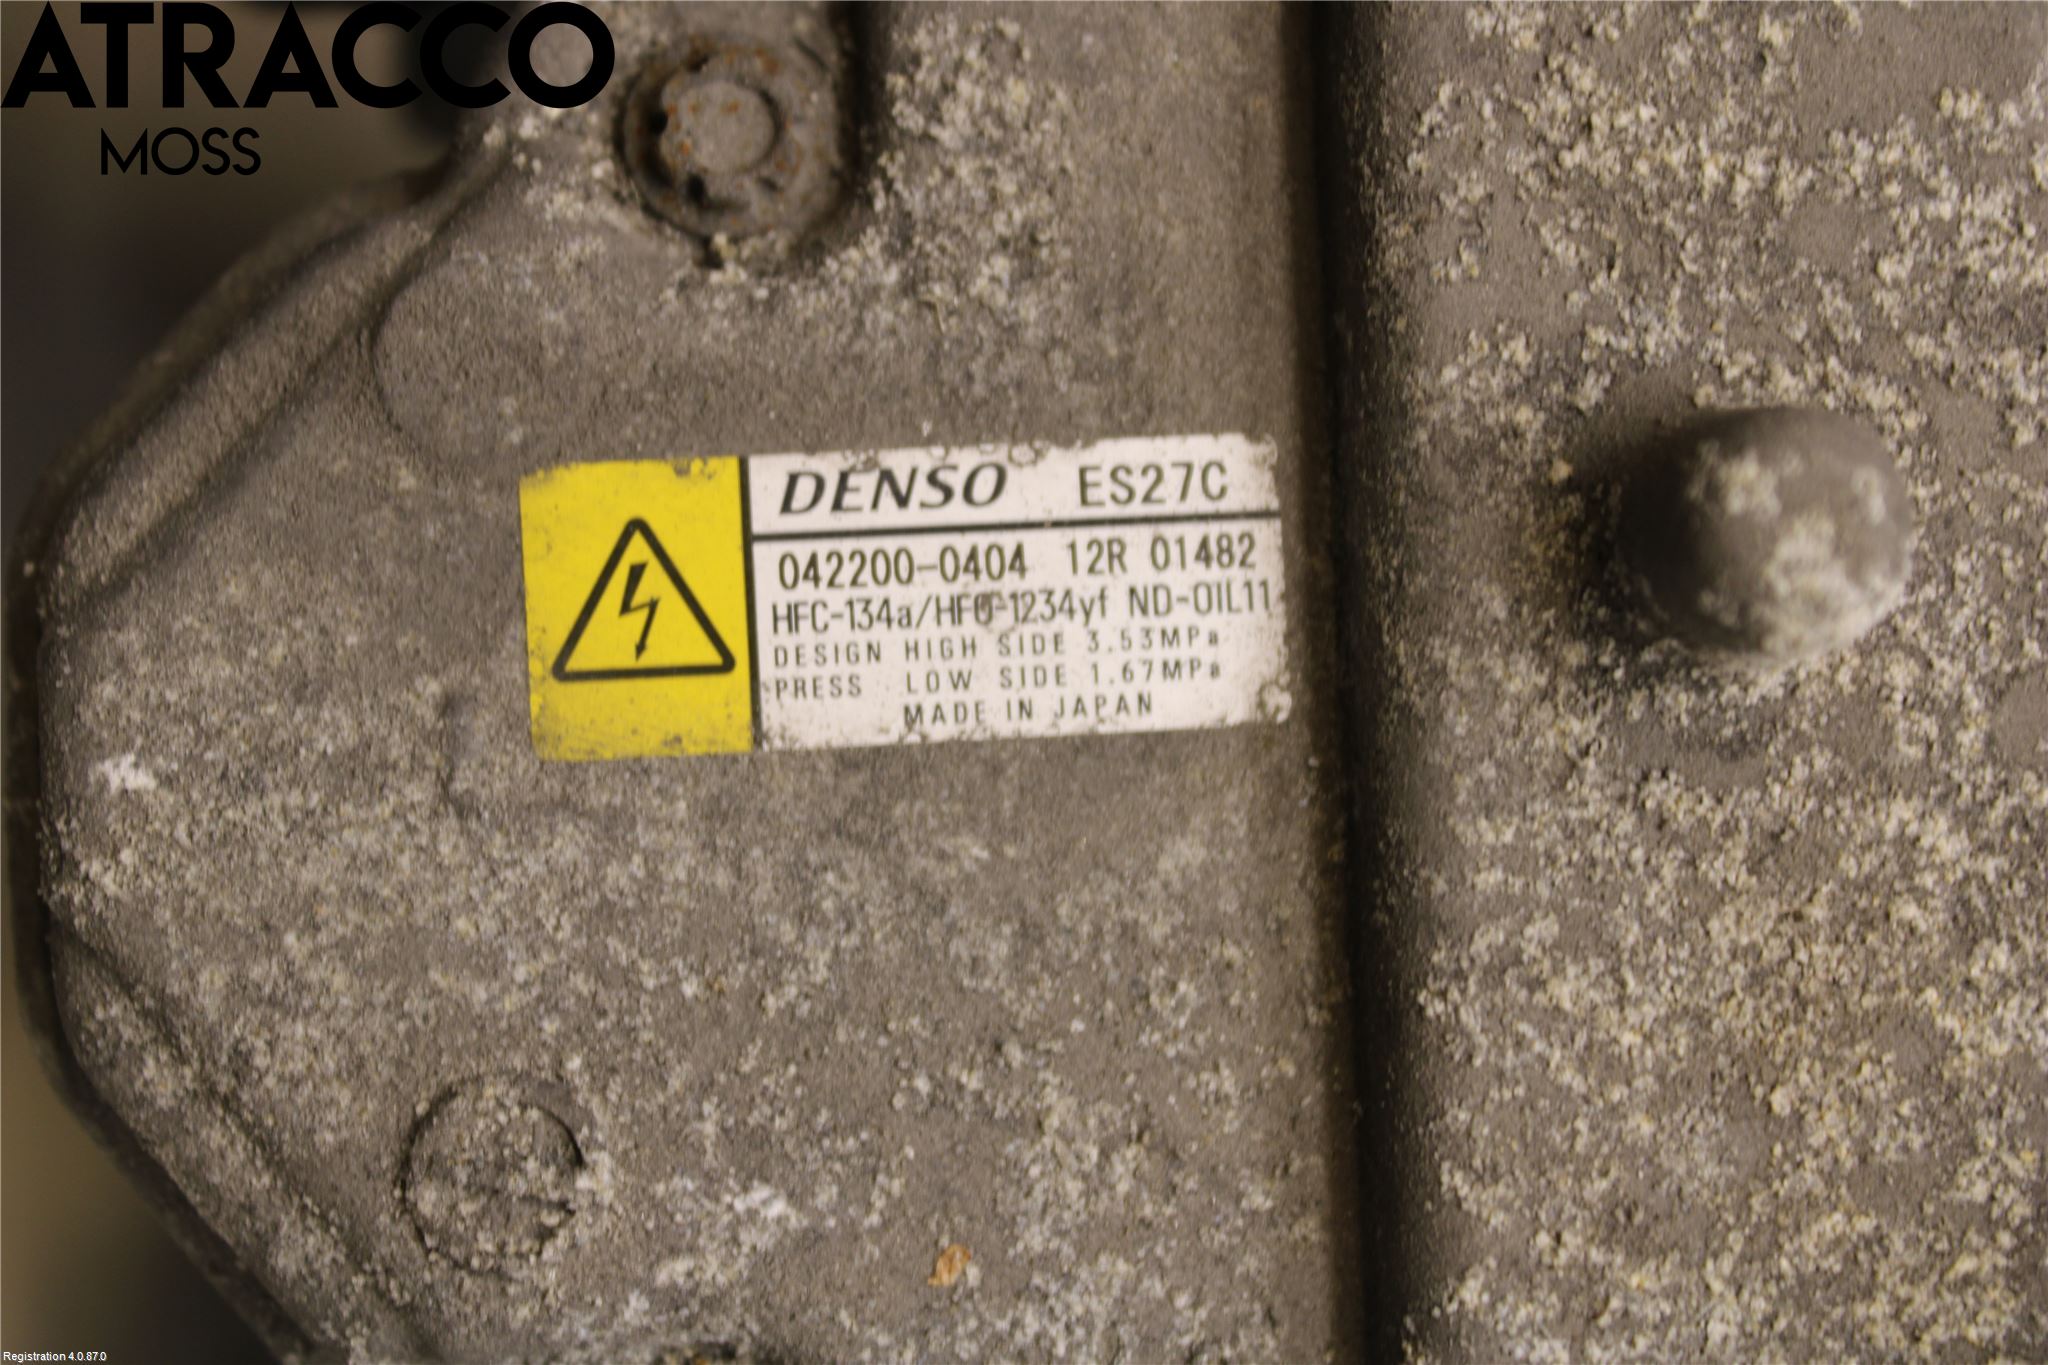 ATRACCO
MOSS
DENSO ES27C
042200-0404 12R 01482
HFC-134a/HFO-1234yf ND-OIL11
DESIGN HIGH SIDE 3.53MPa
PRESS LOW SIDE 1.67MPa
MADE IN JAPAN
Registration 4.0.87.0